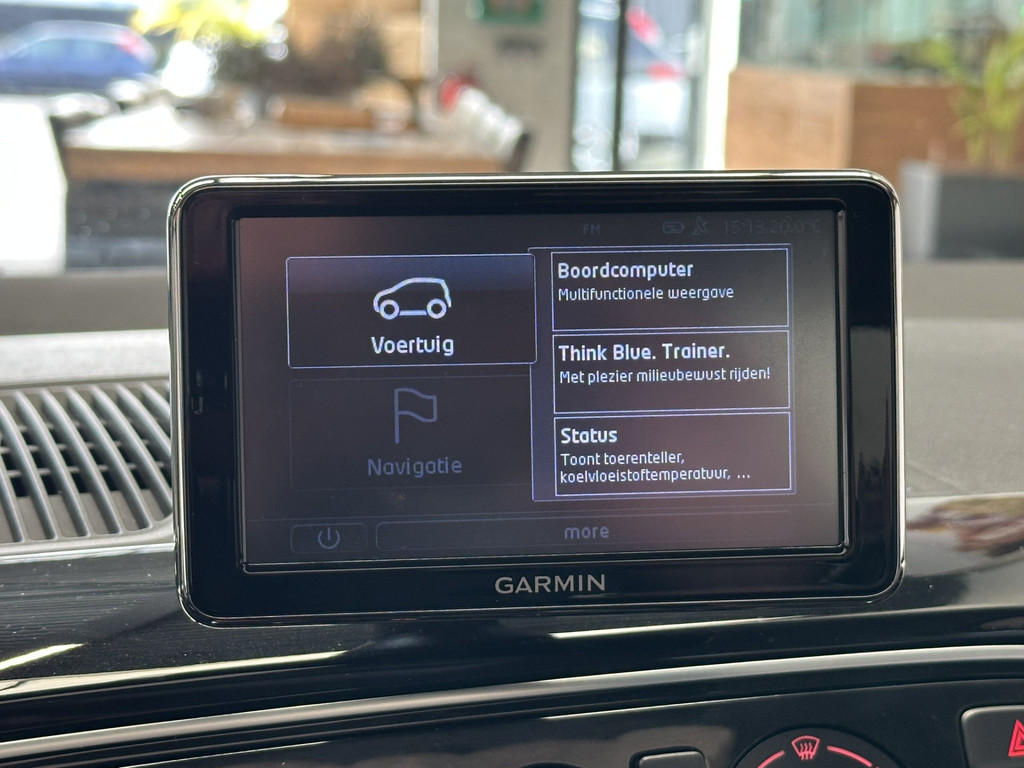 FM
Voertuig
Navigatie
Boordcomputer
Multifunctionele weergave
Think Blue. Trainer.
Met plezier milieubewust rijden!
Status
Toont toerenteller,
koelvloeistoftemperatuur, ...
more
GARMIN